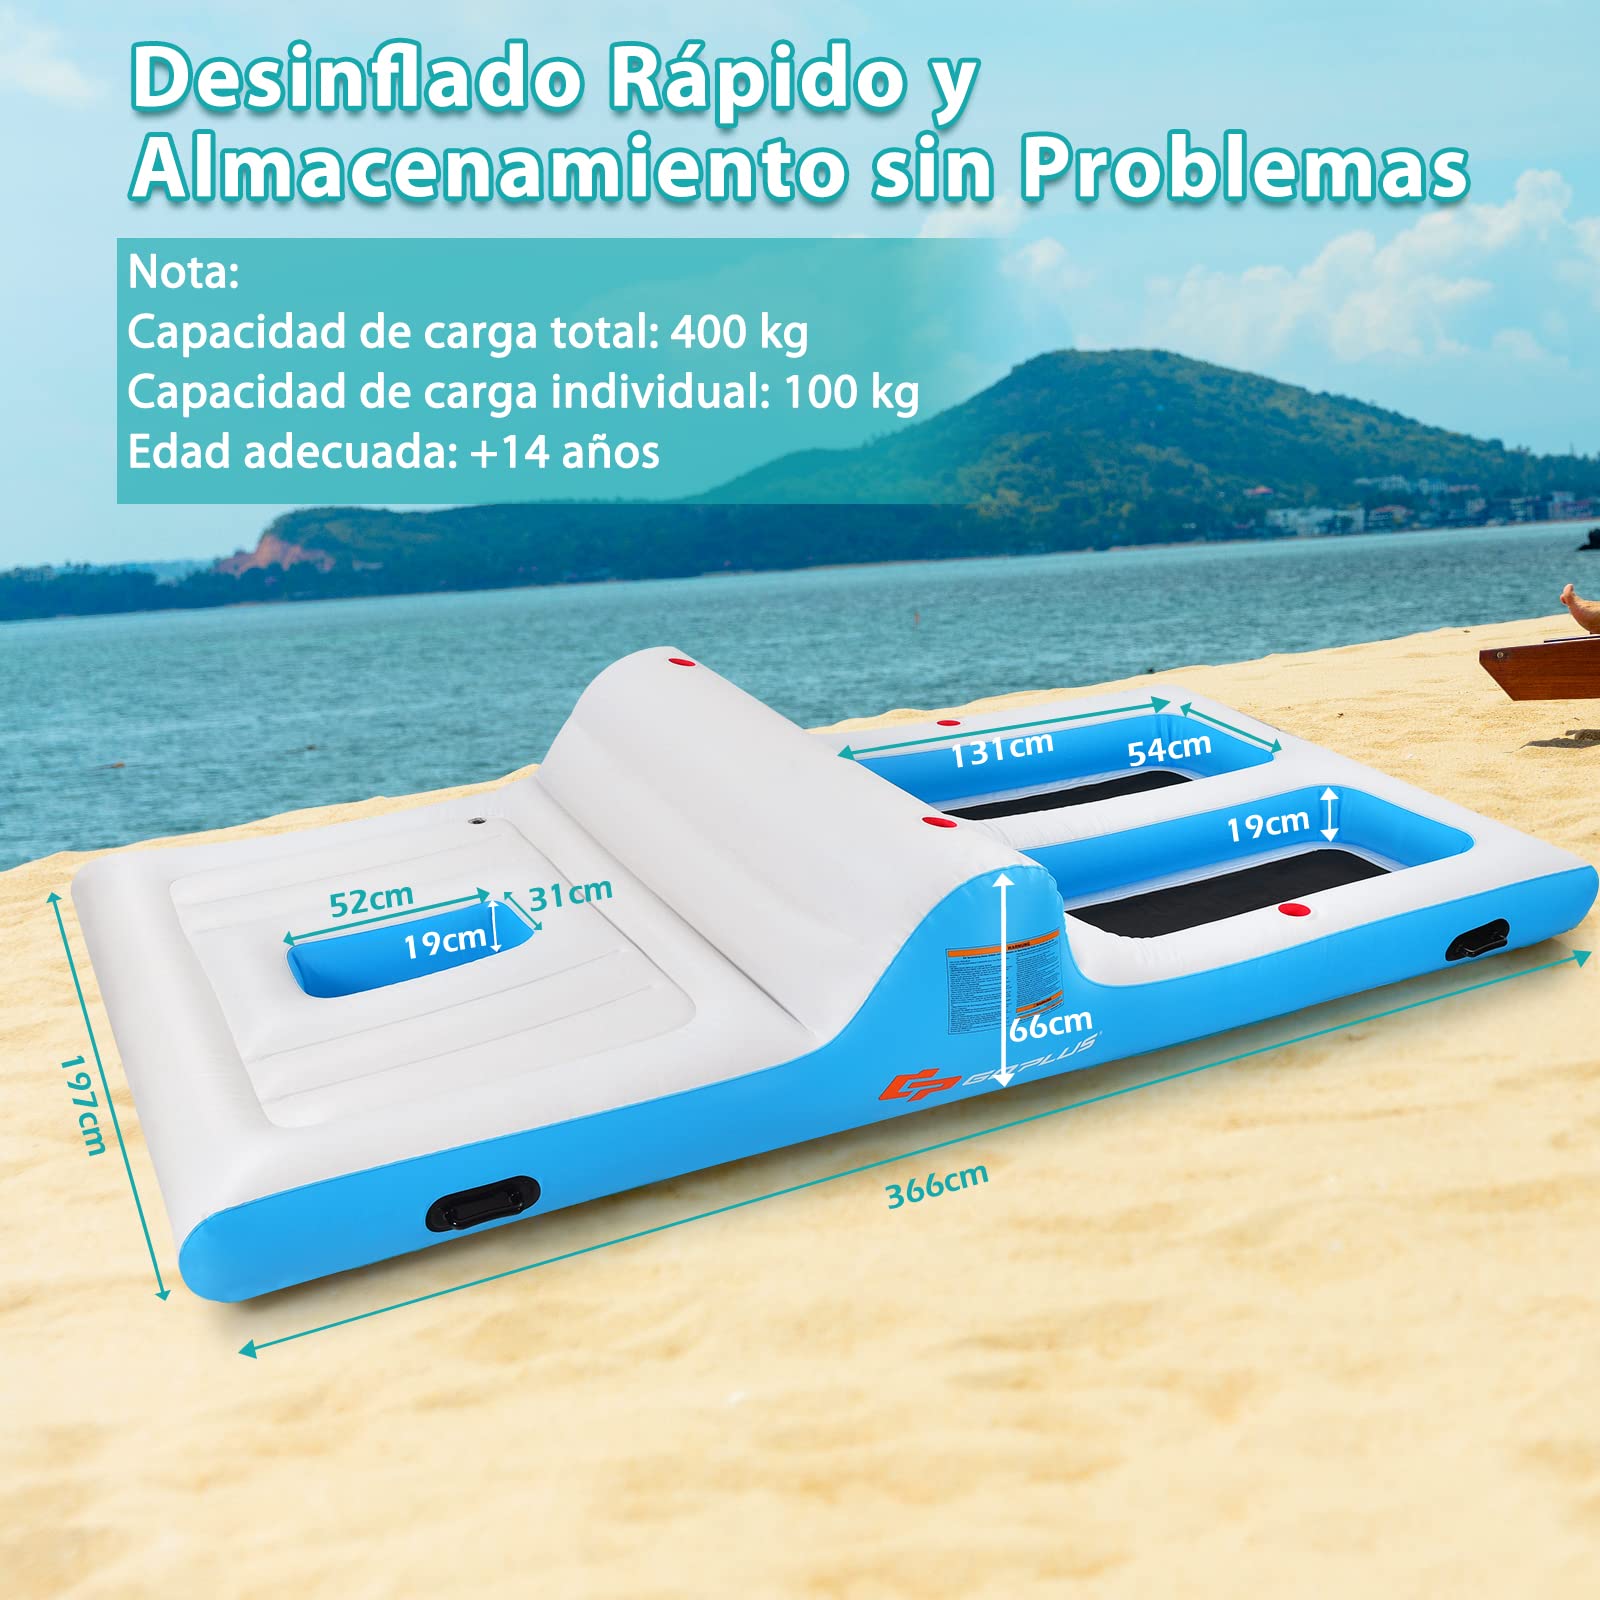 Desinflado Rápido y
Almacenamiento sin Problemas
Nota:
Capacidad de carga total: 400 kg
Capacidad de carga individual: 100 kg
Edad adecuada: +14 años
131cm
54cm
19cm
52cm
31cm
19cm
WARNING
66cm
GOPLUS
197cm
366cm